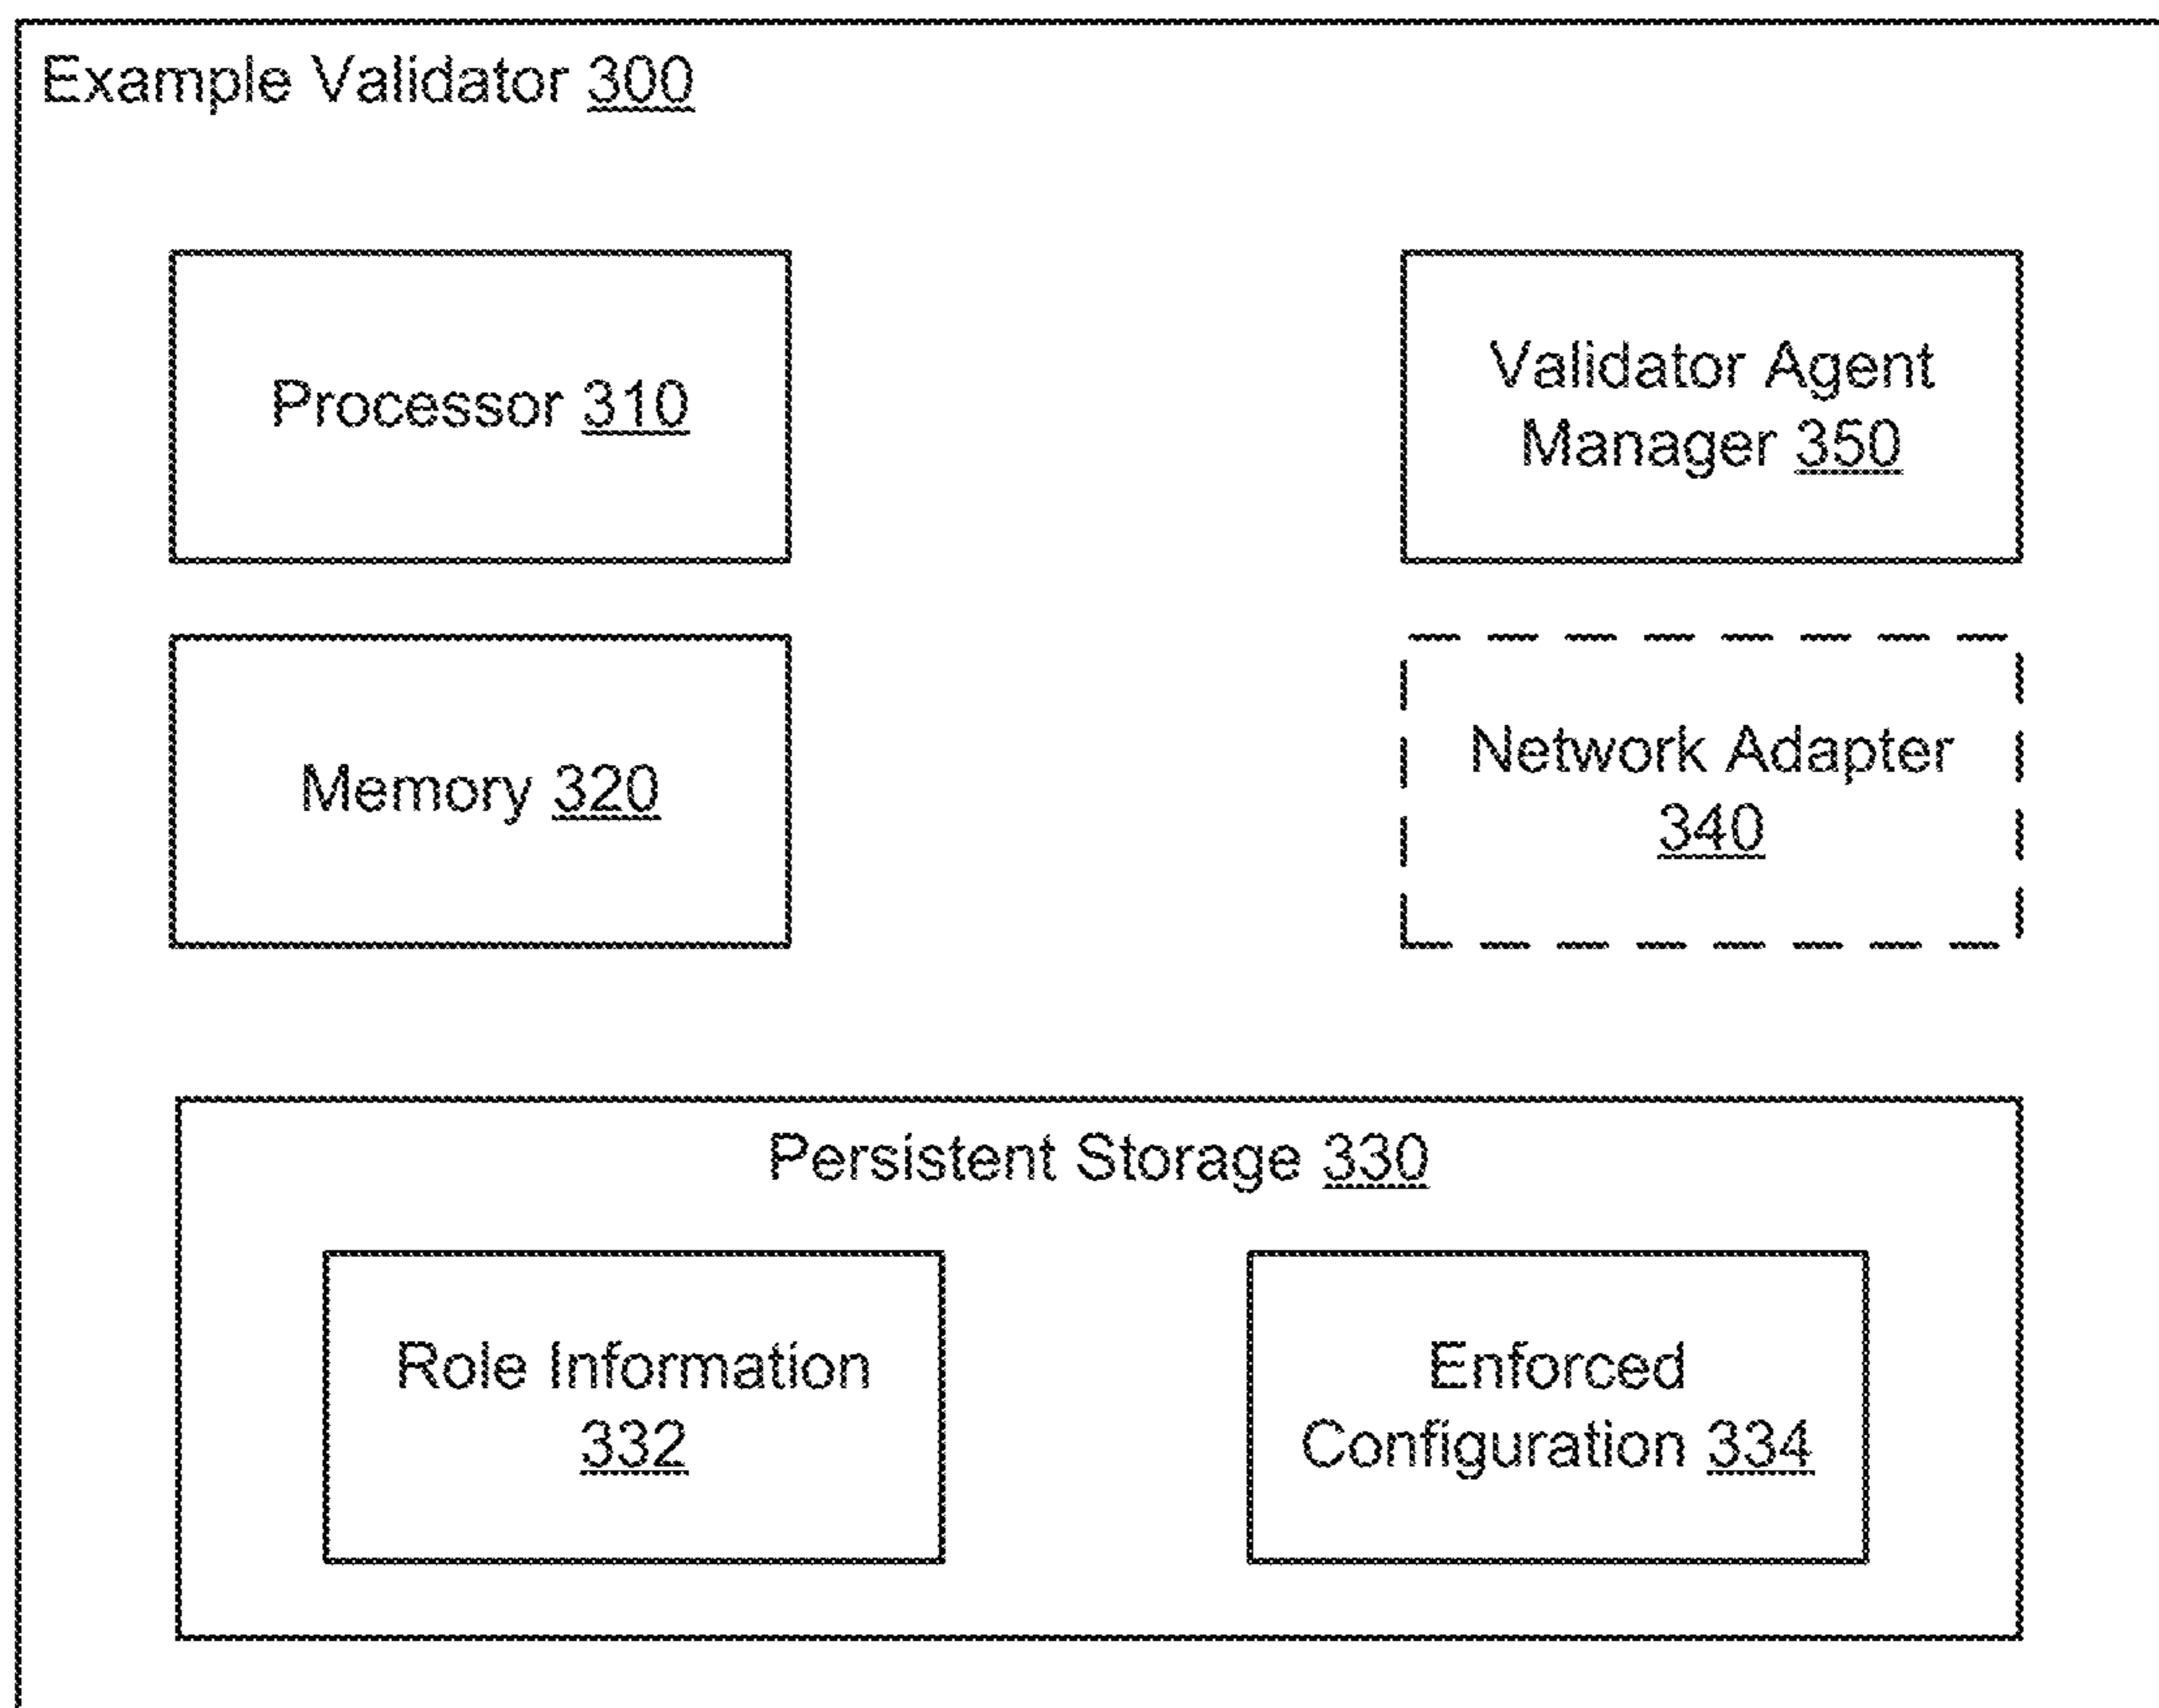 Example Validator 300
Processor 310
Validator Agent
Manager 350
Memory 320
Network Adapter
340
Persistent Storage 330
Role Information
332
Enforced
Configuration 334